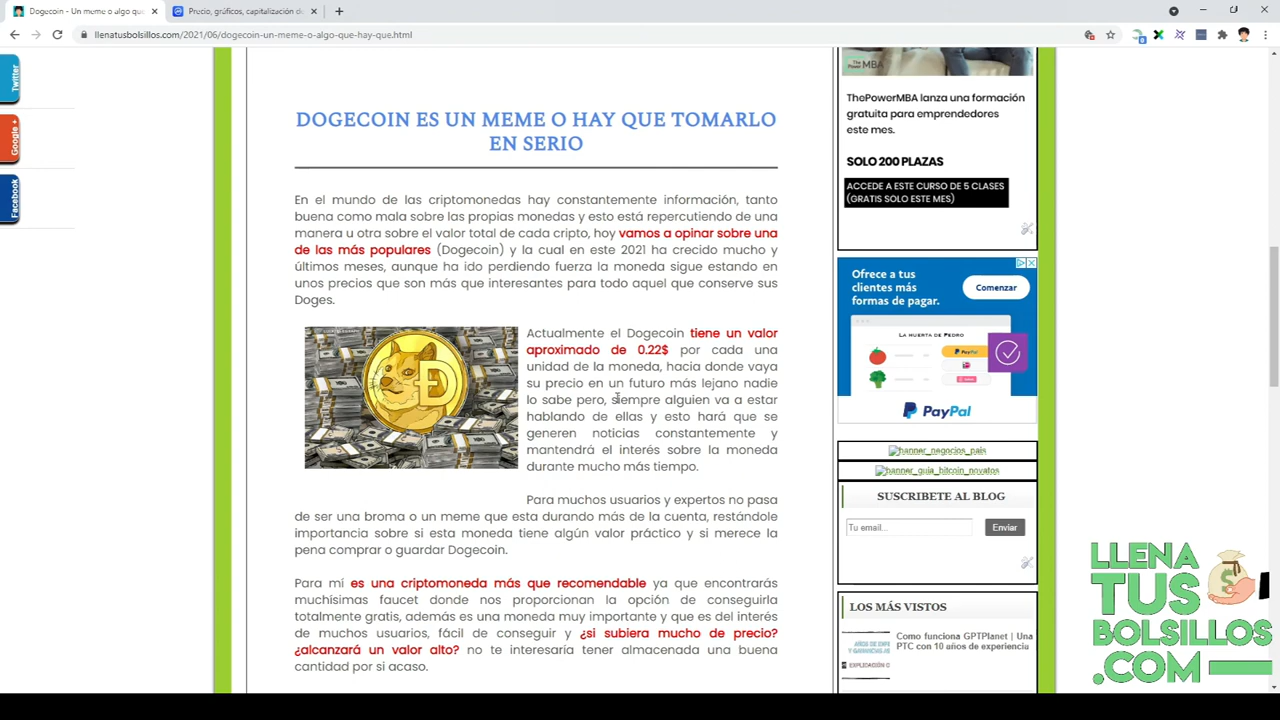 Dogecoin - Un meme o algo que
Precio, gráficos, capitalización d
llenatusbolsillos.com/2021/06/dogecoin-un-meme-o-algo-que-hay-que.html
Twitter
Google +
Facebook
DOGECOIN ES UN MEME O HAY QUE TOMARLO
EN SERIO
En el mundo de las criptomonedas hay constantemente información, tanto
buena como mala sobre las propias monedas y esto está repercutiendo de una
manera u otra sobre el valor total de cada cripto, hoy vamos a opinar sobre una
de las más populares (Dogecoin) y la cual en este 2021 ha crecido mucho y
últimos meses, aunque ha ido perdiendo fuerza la moneda sigue estando en
unos precios que son más que interesantes para todo aquel que conserve sus
Doges.
Actualmente el Dogecoin tiene un valor
aproximado de 0.22$ por cada una
unidad de la moneda, hacia donde vaya
su precio en un futuro más lejano nadie
lo sabe pero, siempre alguien va a estar
hablando de ellas y esto hará que se
generen noticias constantemente y
mantendrá el interés sobre la moneda
durante mucho más tiempo.
Para muchos usuarios y expertos no pasa
de ser una broma o un meme que esta durando más de la cuenta, restándole
importancia sobre si esta moneda tiene algún valor práctico y si merece la
pena comprar o guardar Dogecoin.
Para mí es una criptomoneda más que recomendable ya que encontrarás
muchísimas faucet donde nos proporcionan la opción de conseguirla
totalmente gratis, además es una moneda muy importante y que es del interés
de muchos usuarios, fácil de conseguir y ¿si subiera mucho de precio?
¿alcanzará un valor alto? no te interesaría tener almacenada una buena
cantidad por si acaso.
The Power MBA
ThePowerMBA lanza una formación
gratuita para emprendedores
este mes.
SOLO 200 PLAZAS
ACCEDE A ESTE CURSO DE 5 CLASES
(GRATIS SOLO ESTE MES)
Ofrece a tus
clientes más
formas de pagar.
Comenzar
LA HUERTA DE PEDRO
PayPal
PayPal
banner_negocios_pais
banner_guia_bitcoin_novatos
SUSCRIBETE AL BLOG
Tu email...
Enviar
LOS MÁS VISTOS
Como funciona GPTPlanet | Una
PTC con 10 años de experiencia
LLENA
TUS
BOLSILLOS
.COM